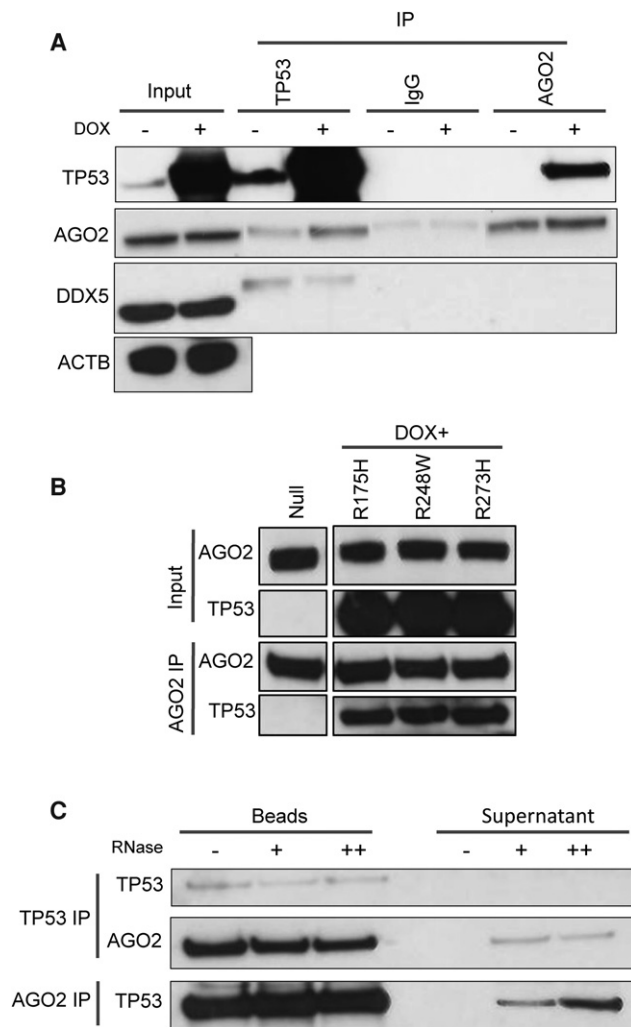 A
IP
Input TP53 IgG AGO2
DOX - + - + - + - +
TP53
AGO2
DDX5
ACTB
B
DOX+
Null R175H R248W R273H
Input
AGO2
TP53
AGO2 IP
AGO2
TP53
C
Beads Supernatant
RNase - + ++ - + ++
TP53 IP
TP53
AGO2
AGO2 IP TP53